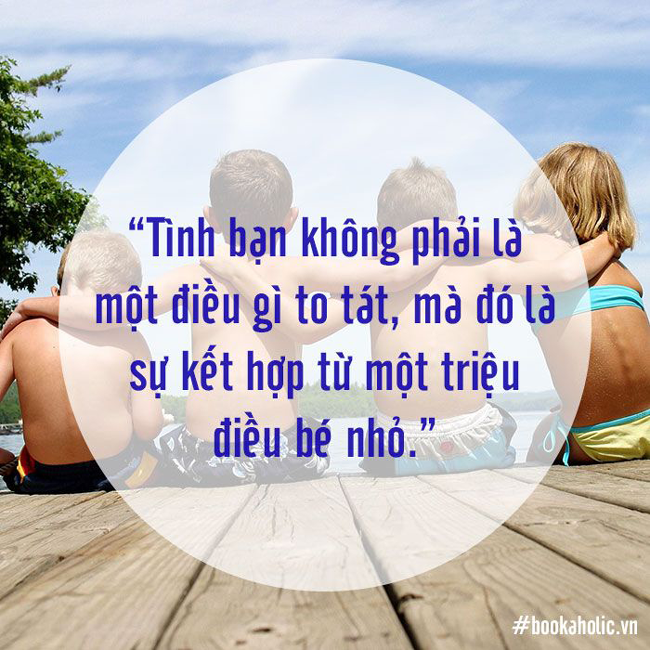 “Tình bạn không phải là
một điều gì to tát, mà đó là
sự kết hợp từ một triệu
điều bé nhỏ.”
#bookaholic.vn